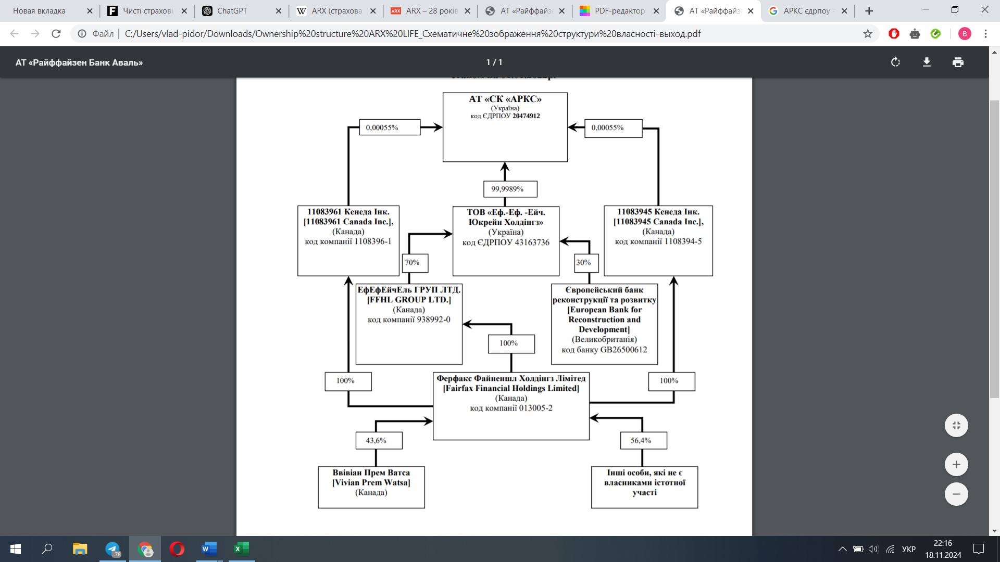 Новая вкладка
Чисті страхові
ChatGPT
ARX (страхова
ARX – 28 років
АТ «Райффайзе
PDF-редактор
АТ «Райффайзе
АРКС єдрпоу -
Файл
C:/Users/vlad-pidor/Downloads/Ownership%20structure%20ARX%20LIFE_Схематичне%20зображення%20структури%20власності-выход.pdf
В
АТ «Райффайзен Банк Аваль»
1 / 1
АТ «СК «АРКС»
(Україна)
код ЄДРПОУ 20474912
0,00055%
0,00055%
99,9989%
11083961 Кенеда Інк.
[11083961 Canada Inc.],
(Канада)
код компанії 1108396-1
ТОВ «Еф.-Еф. -Ейч.
Юкрейн Холдінгз»
(Україна)
код ЄДРПОУ 43163736
11083945 Кенеда Інк.
[11083945 Canada Inc.],
(Канада)
код компанії 1108394-5
70%
30%
ЕфЕфЕйчЕль ГРУП ЛТД.
[FFHL GROUP LTD.]
(Канада)
код компанії 938992-0
Європейський банк
реконструкції та розвитку
[European Bank for
Reconstruction and
Development]
(Великобританія)
код банку GB26500612
100%
100%
100%
Ферфакс Файненшл Холдінгз Лімітед
[Fairfax Financial Holdings Limited]
(Канада)
код компанії 013005-2
43,6%
56,4%
Ввівіан Прем Ватса
[Vivian Prem Watsa]
(Канада)
Інші особи, які не є
власниками істотної
участі
..78
УКР
22:16
18.11.2024